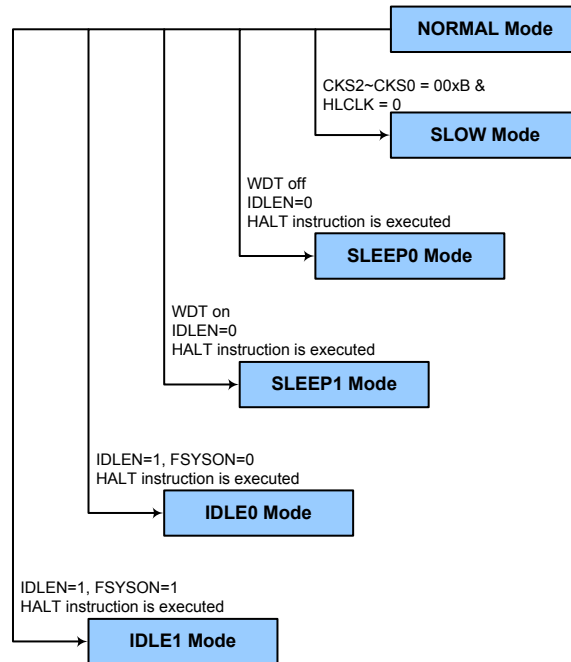 NORMAL Mode
CKS2~CKS0 = 00xB &
HLCLK = 0
SLOW Mode
WDT off
IDLEN=0
HALT instruction is executed
SLEEP0 Mode
WDT on
IDLEN=0
HALT instruction is executed
SLEEP1 Mode
IDLEN=1, FSYSON=0
HALT instruction is executed
IDLE0 Mode
IDLEN=1, FSYSON=1
HALT instruction is executed
IDLE1 Mode